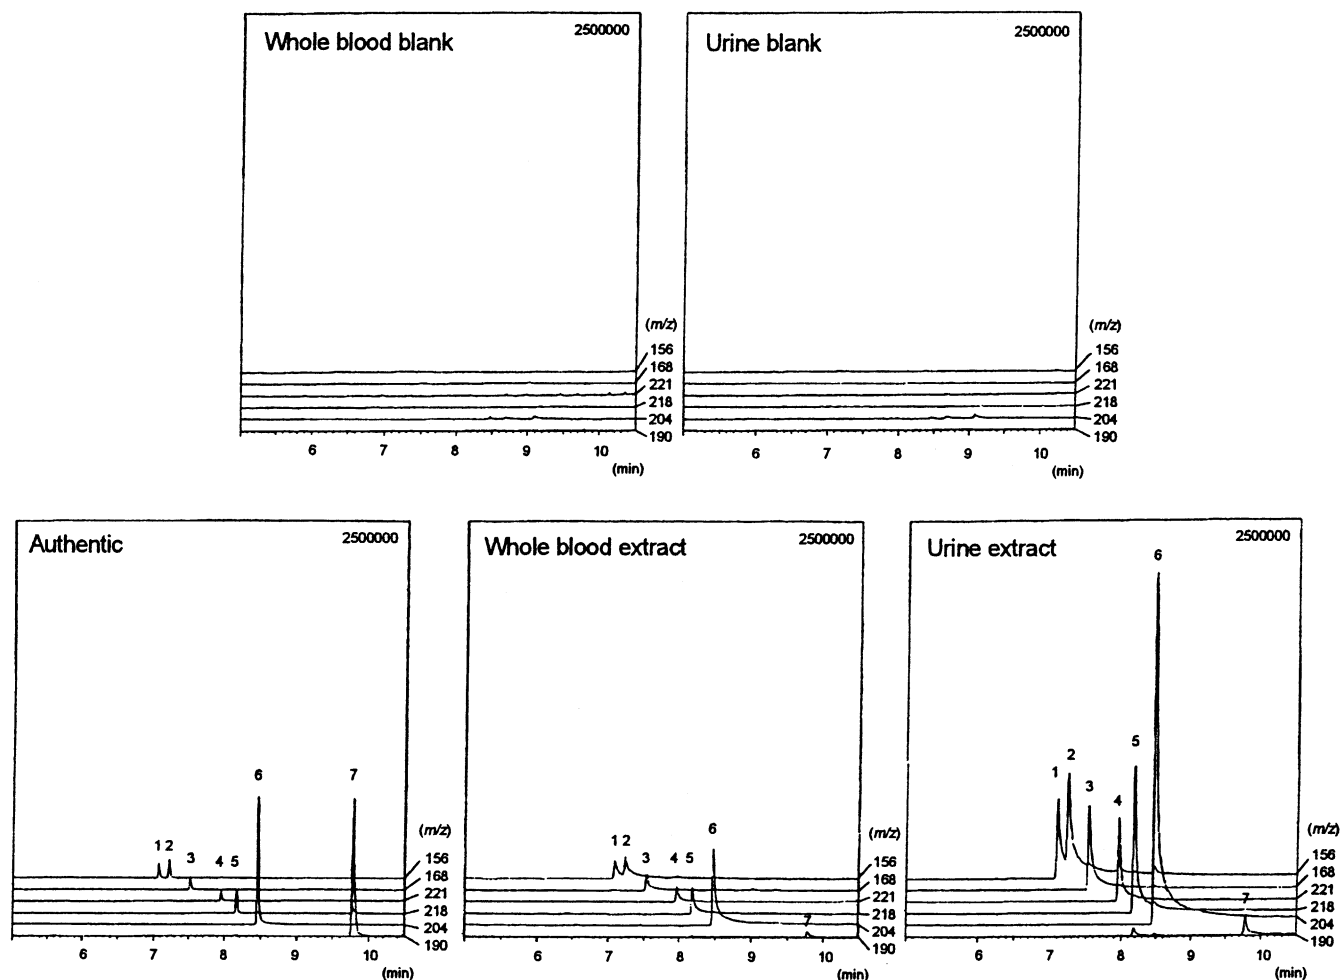 Whole blood blank
2500000
(m/z)
156
168
221
218
204
190
6 7 8 9 10
(min)
Urine blank
2500000
(m/z)
156
168
221
218
204
190
6 7 8 9 10
(min)
Authentic
2500000
6 7
1 2 3 4 5
(m/z)
156
168
221
218
204
190
6 7 8 9 10
(min)
Whole blood extract
2500000
6
1 2 3 4 5
7
(m/z)
156
168
221
218
204
190
6 7 8 9 10
(min)
Urine extract
2500000
6
5
2
1
3
4
7
(m/z)
156
168
221
218
204
190
6 7 8 9 10
(min)